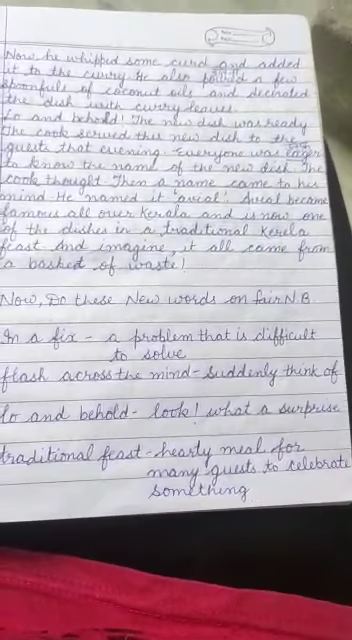 Now he whipped some curd and added
it to the curry. He also poured a few
spoonfuls of coconut oils and decroted
the dish with curry leaves.
Lo and behold! The new dish was ready
The cook served this new dish to the
guests that evening. Everyone was eager
to know the name of the new dish. The
cook thought. Then a name came to his
mind. He named it 'avial'. Avial became
famous all over Kerala and is now one
of the dishes in a traditional Kerela
feast. And imagine, it all came from
a basked of waste!
Now, Do these New words on fair N.B
In a fix - a problem that is difficult
to solve
flash across the mind - suddenly think of
lo and behold - look! what a surprise
traditional feast - hearty meal for
many guests to celebrate
something